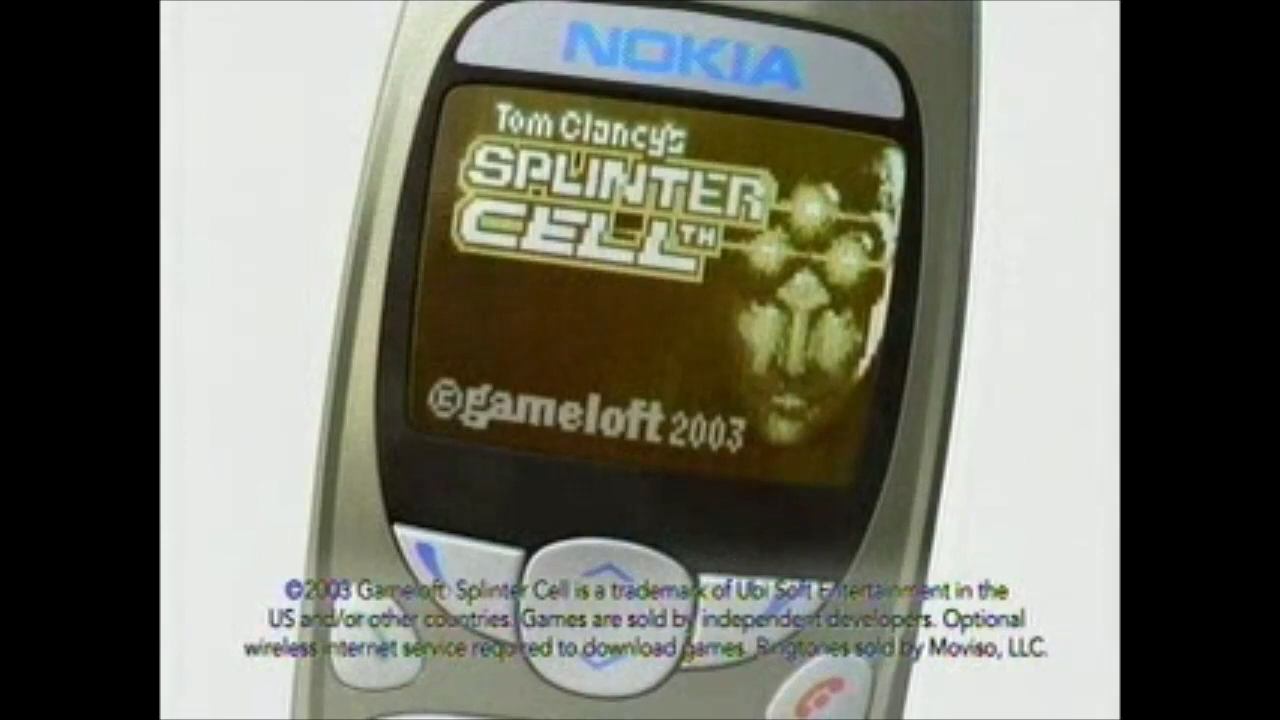 NOKIA
Tom Clancy's
SPLINTER
CELL TM
©gameloft 2003
©2003 Gameloft. Splinter Cell is a trademark of Ubi Soft Entertainment in the
US and/or other countries. Games are sold by independent developers. Optional
wireless internet service required to download games. Ringtones sold by Moviso, LLC.